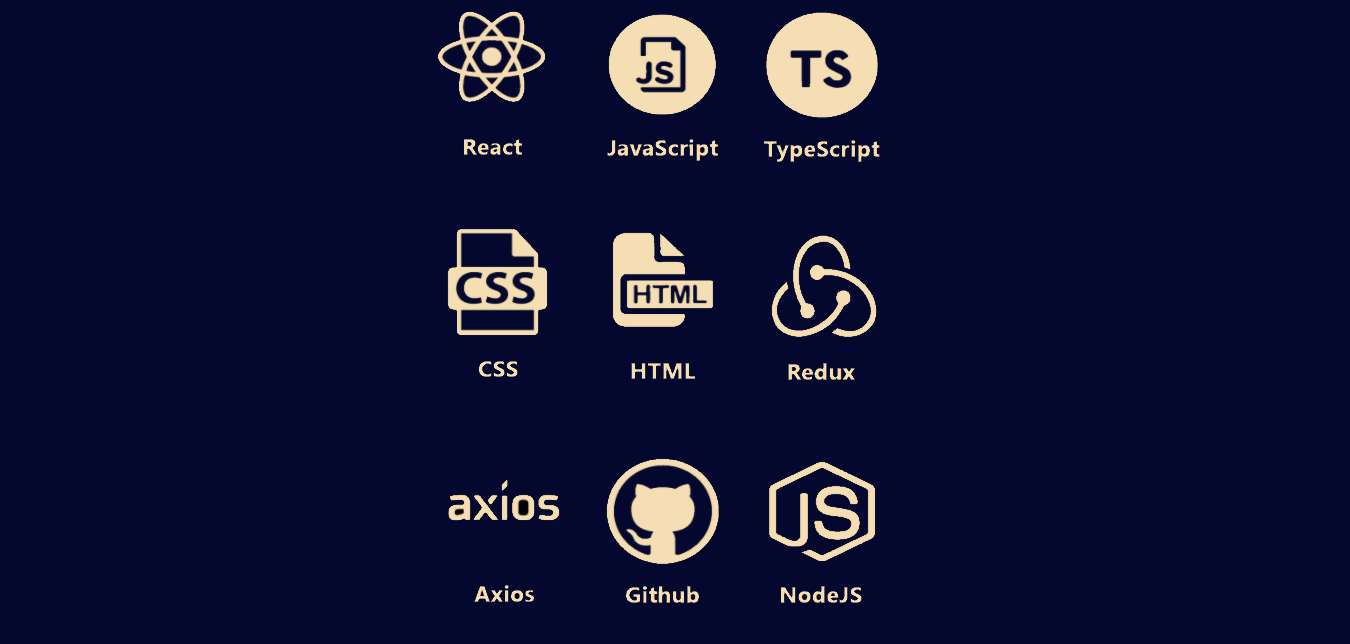 JS
TS
React
JavaScript
TypeScript
CSS
HTML
CSS
HTML
Redux
axios
JS
Axios
Github
NodeJS